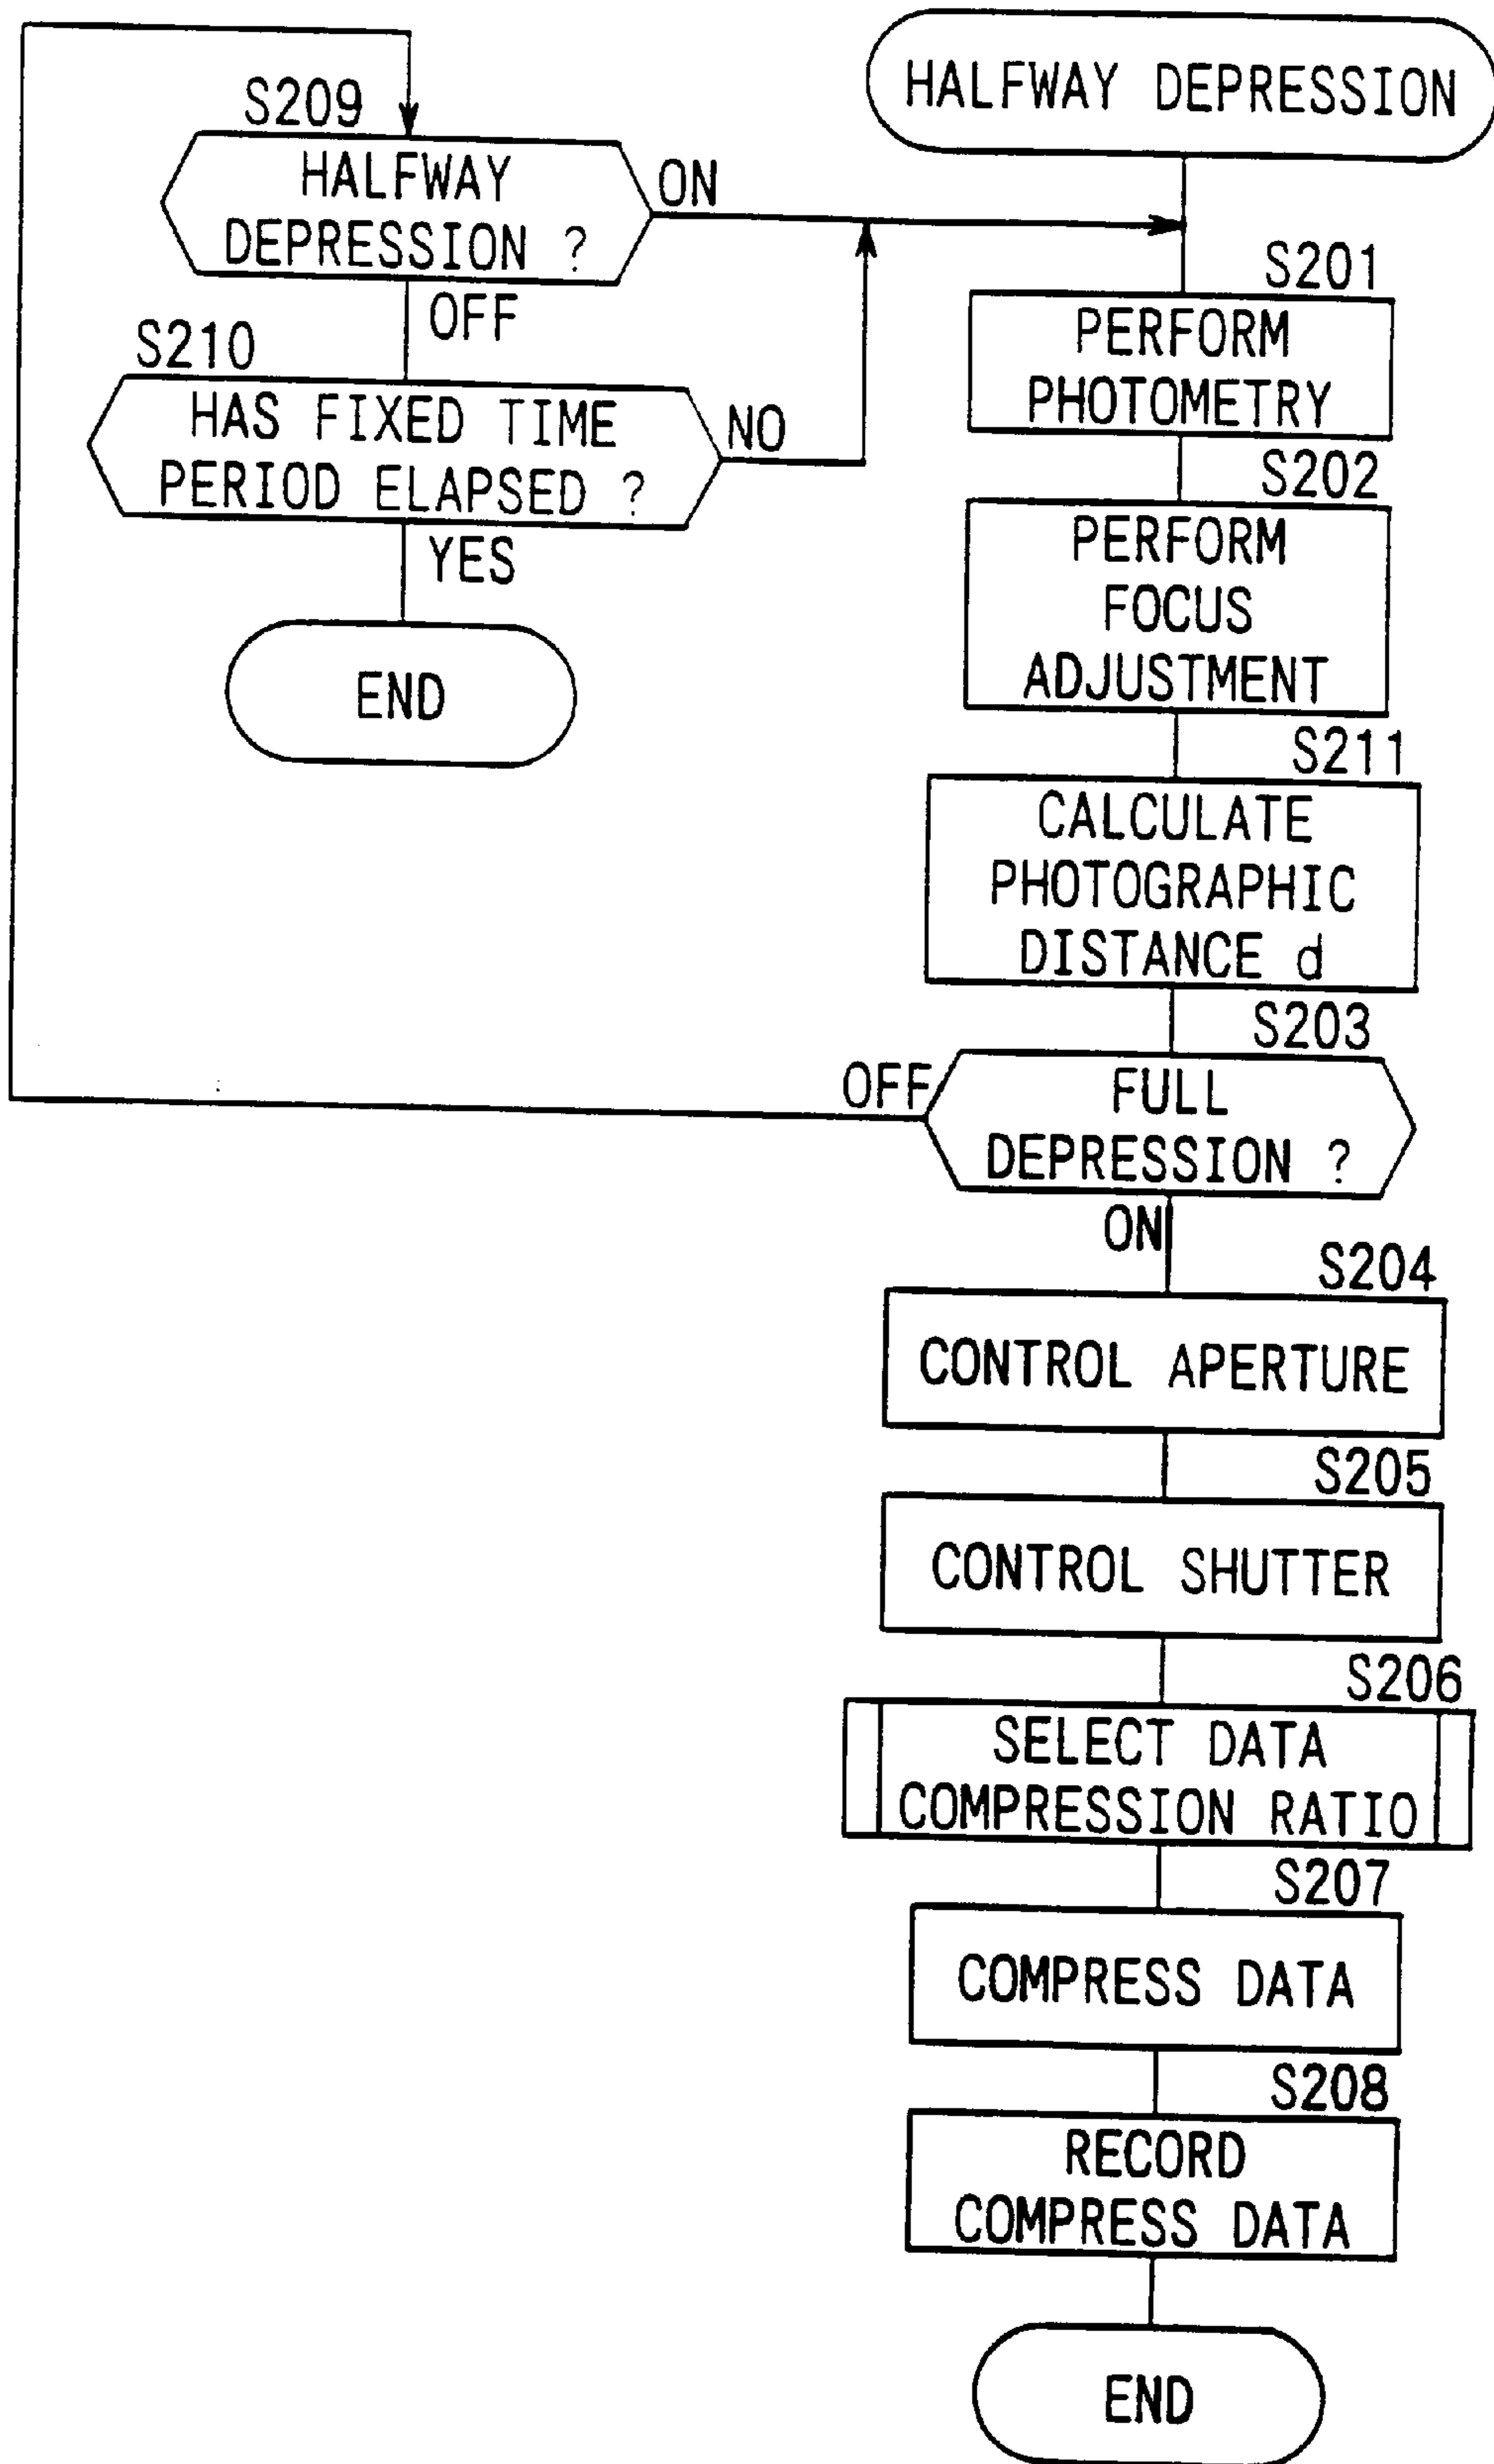 HALFWAY DEPRESSION
S209
HALFWAY
DEPRESSION ?
ON
OFF
S210
HAS FIXED TIME
PERIOD ELAPSED ?
NO
YES
END
S201
PERFORM
PHOTOMETRY
S202
PERFORM
FOCUS
ADJUSTMENT
S211
CALCULATE
PHOTOGRAPHIC
DISTANCE d
S203
OFF
FULL
DEPRESSION ?
ON
S204
CONTROL APERTURE
S205
CONTROL SHUTTER
S206
SELECT DATA
COMPRESSION RATIO
S207
COMPRESS DATA
S208
RECORD
COMPRESS DATA
END